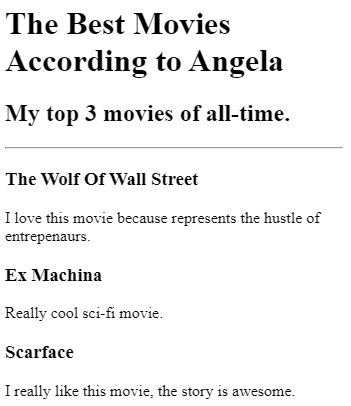 The Best Movies
According to Angela
My top 3 movies of all-time.
The Wolf Of Wall Street
I love this movie because represents the hustle of
entrepenaurs.
Ex Machina
Really cool sci-fi movie.
Scarface
I really like this movie, the story is awesome.